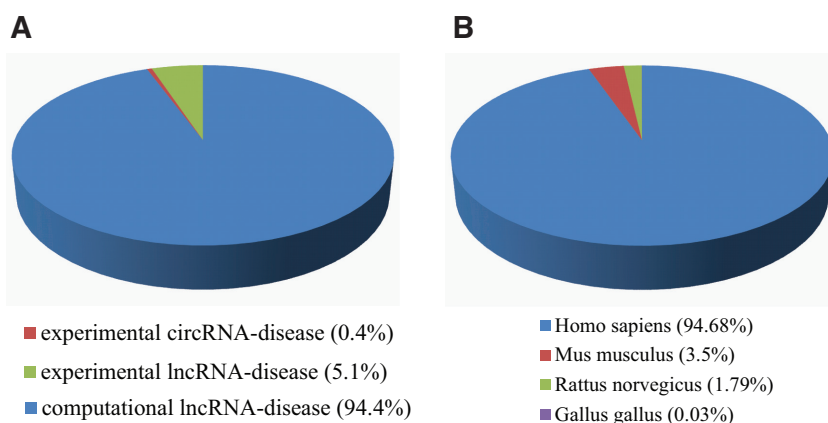 A
B
experimental circRNA-disease (0.4%)
experimental lncRNA-disease (5.1%)
computational lncRNA-disease (94.4%)
Homo sapiens (94.68%)
Mus musculus (3.5%)
Rattus norvegicus (1.79%)
Gallus gallus (0.03%)